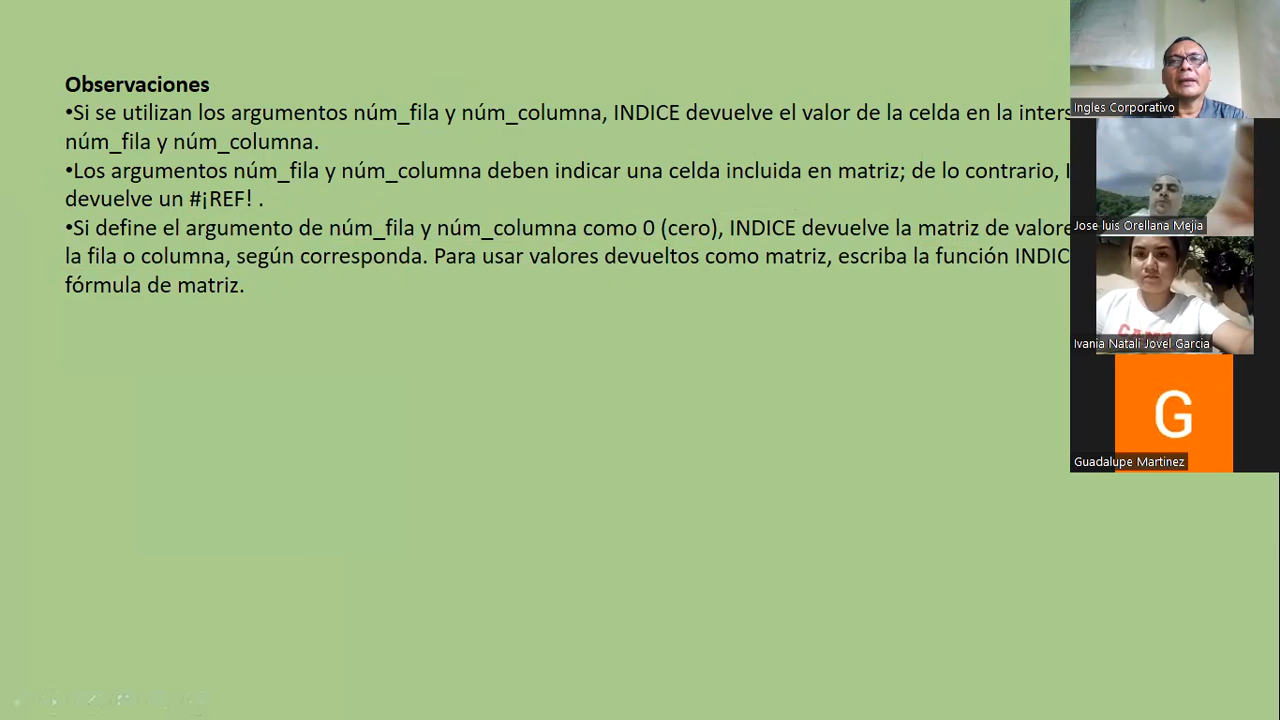 Observaciones
•Si se utilizan los argumentos núm_fila y núm_columna, INDICE devuelve el valor de la celda en la
núm_fila y núm_columna.
•Los argumentos núm_fila y núm_columna deben indicar una celda incluida en matriz; de lo contrario,
devuelve un #¡REF! .
•Si define el argumento de núm_fila y núm_columna como 0 (cero), INDICE devuelve la matriz de
la fila o columna, según corresponda. Para usar valores devueltos como matriz, escriba la función
fórmula de matriz.
Ingles Corporativo
Jose luis Orellana Mejia
Ivania Natali Jovel Garcia
G
Guadalupe Martinez